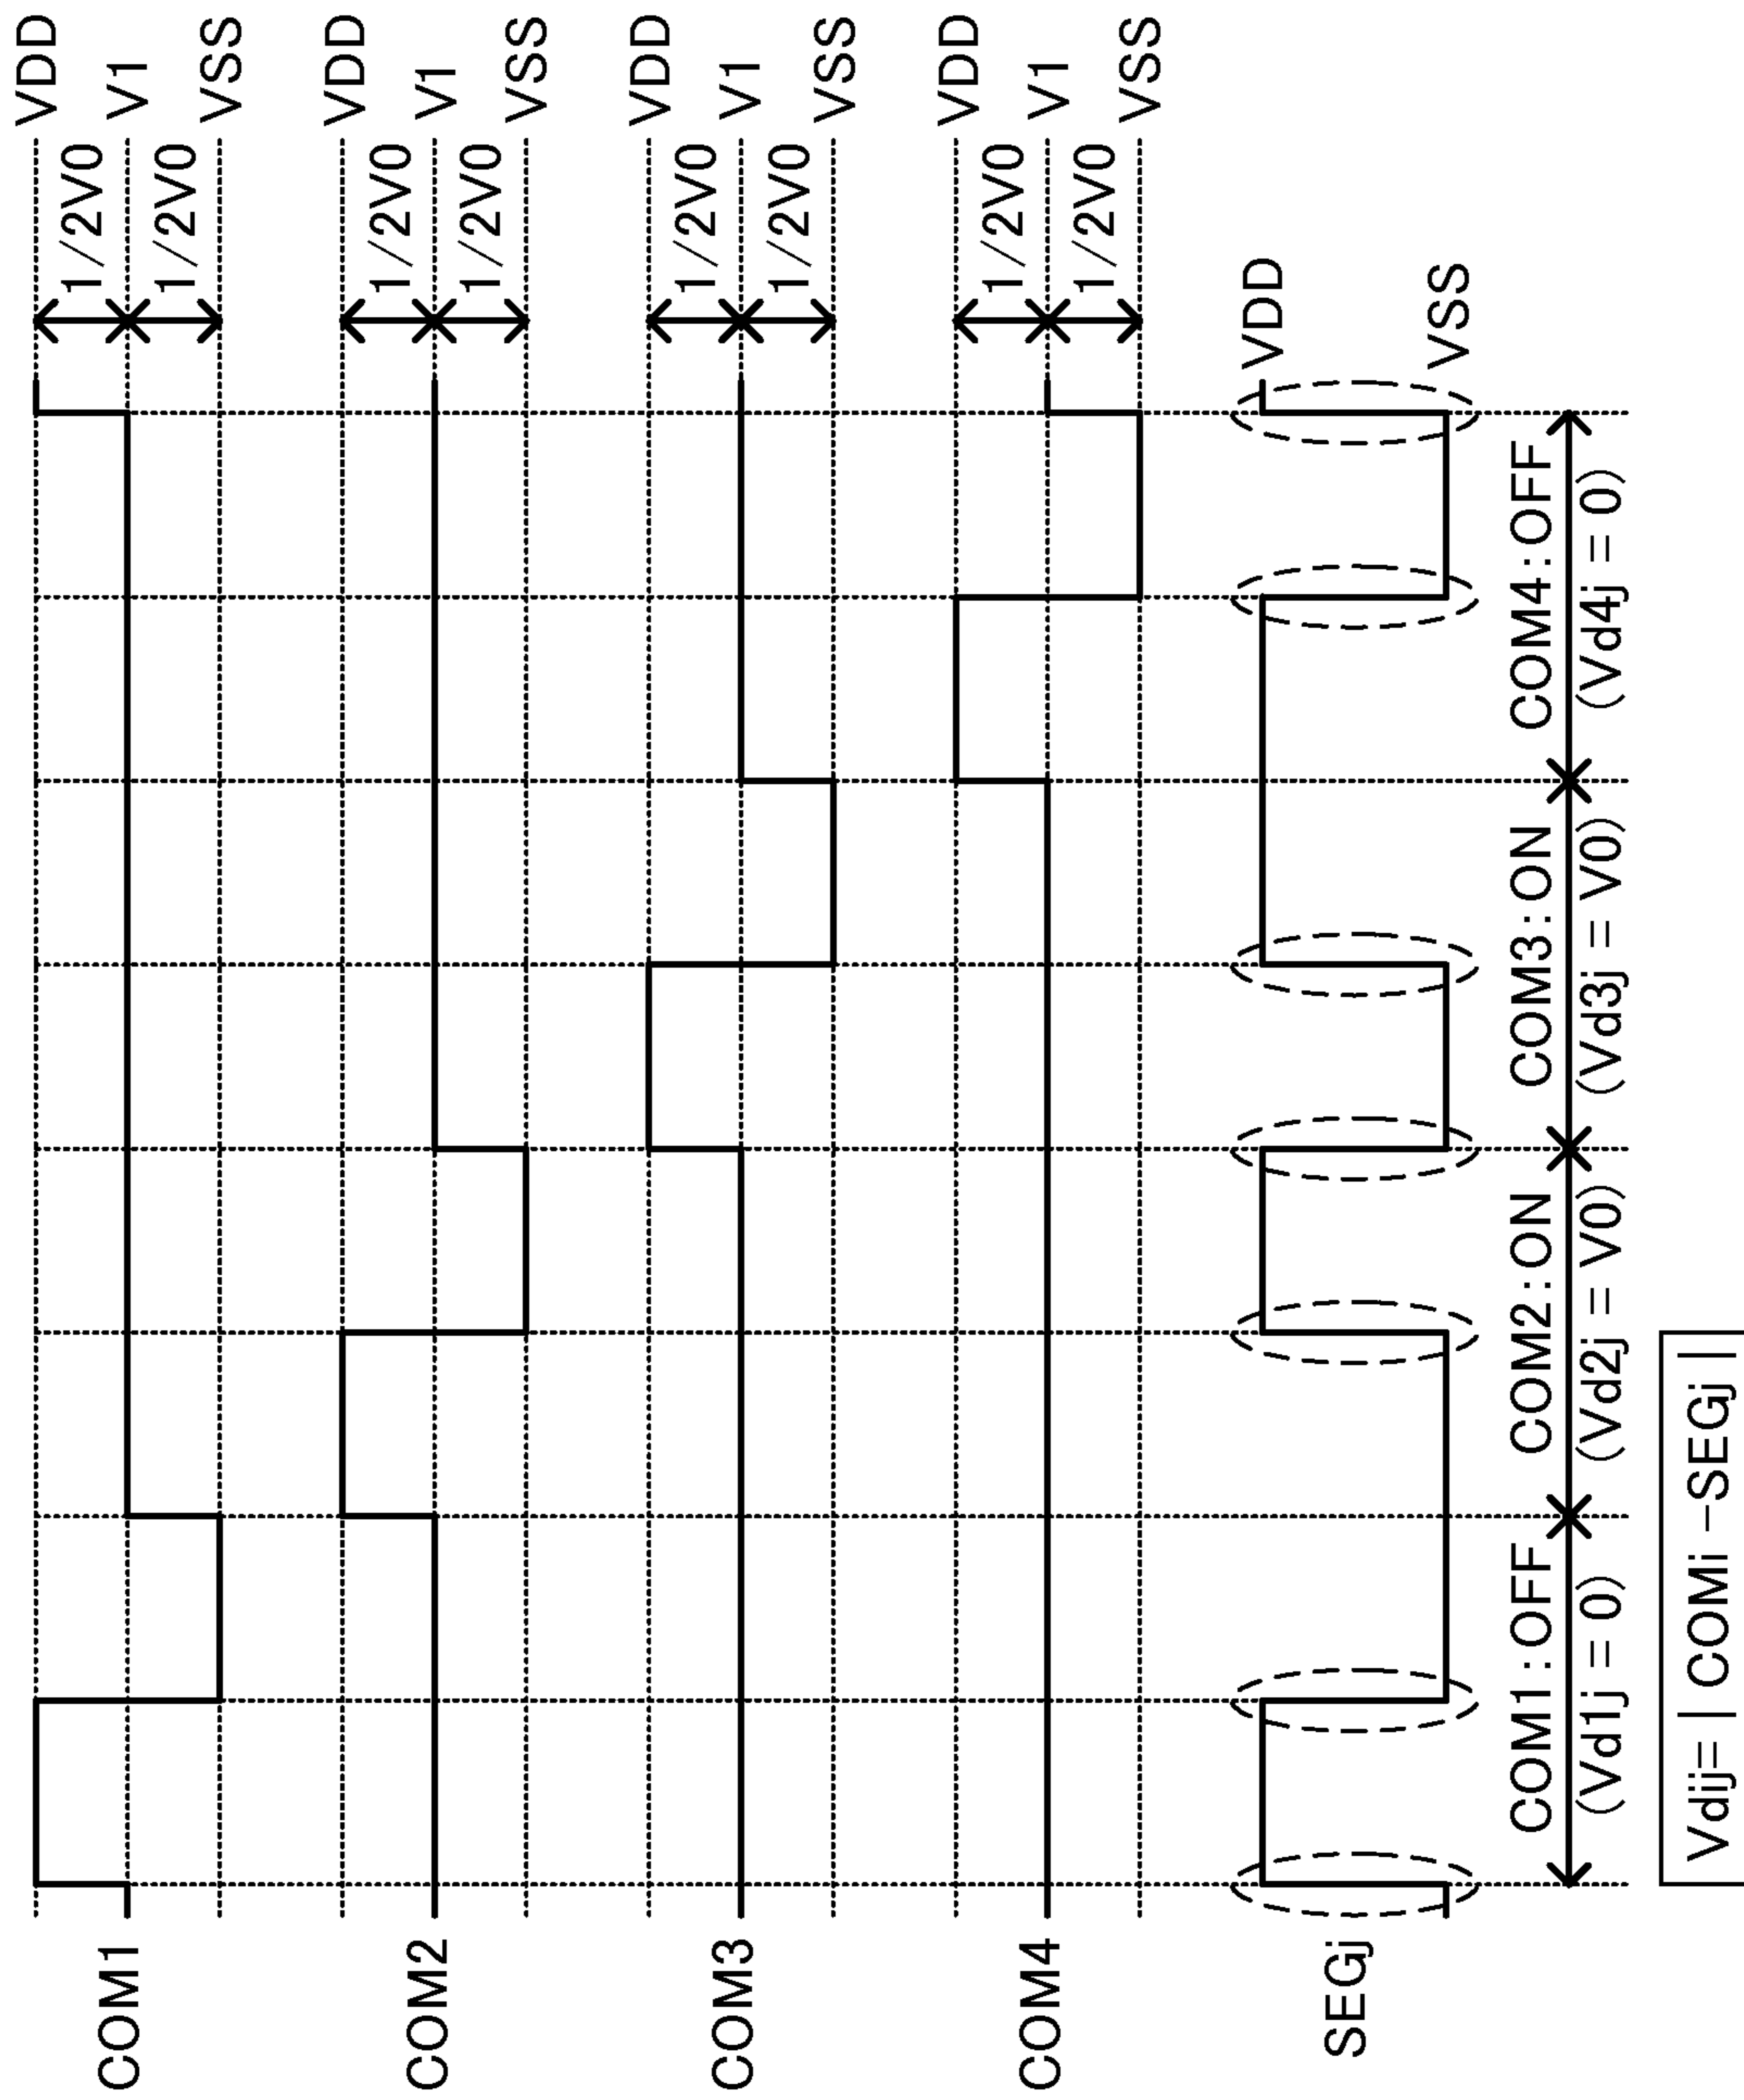 COM1
VDD
1/2V0
V1
1/2V0
VSS
COM2
VDD
1/2V0
V1
1/2V0
VSS
COM3
VDD
1/2V0
V1
1/2V0
VSS
COM4
VDD
1/2V0
V1
1/2V0
VSS
SEGj
VDD
VSS
COM1:OFF COM2:ON COM3:ON COM4:OFF
(Vd1j = 0) (Vd2j = V0) (Vd3j = V0) (Vd4j = 0)
Vdij= | COMi -SEGj |